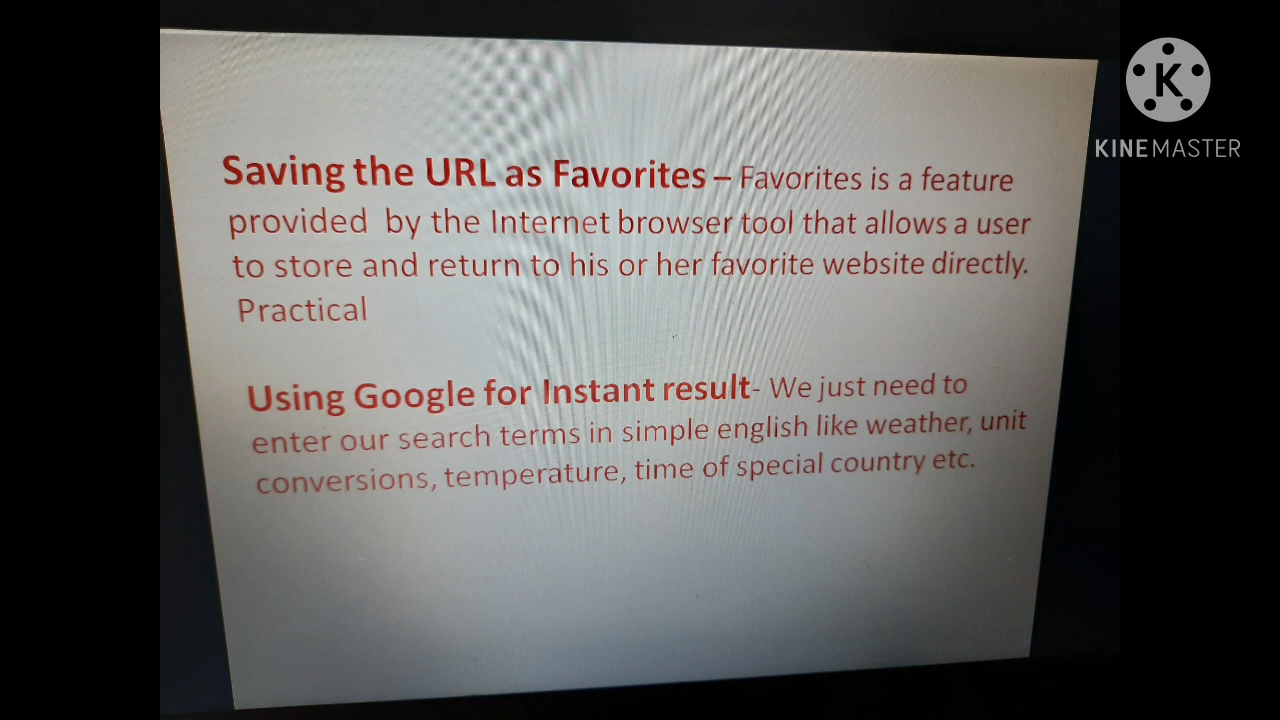 Saving the URL as Favorites – Favorites is a feature
provided by the Internet browser tool that allows a user
to store and return to his or her favorite website directly.
Practical
Using Google for Instant result- We just need to
enter our search terms in simple english like weather, unit
conversions, temperature, time of special country etc.
K
KINEMASTER